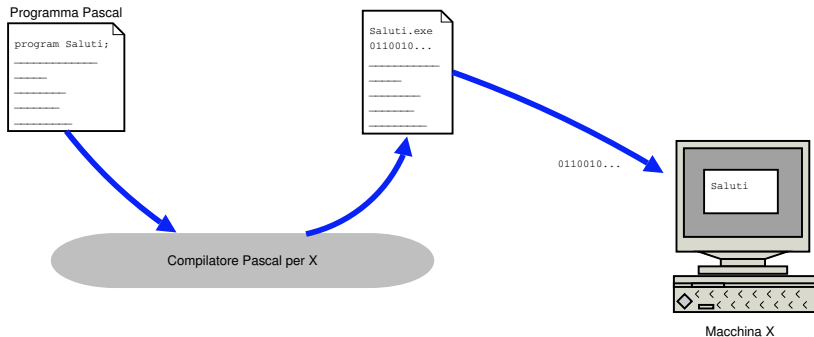 Programma Pascal
program Saluti;
Saluti.exe
0110010...
0110010...
Saluti
Compilatore Pascal per X
Macchina X